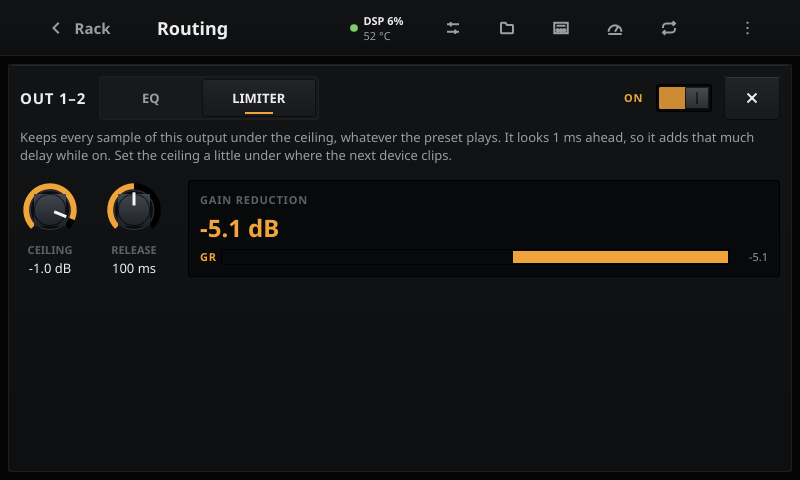 Rack
Routing
DSP 6%
52 °C
OUT 1–2
EQ
LIMITER
ON
Keeps every sample of this output under the ceiling, whatever the preset plays. It looks 1 ms ahead, so it adds that much
delay while on. Set the ceiling a little under where the next device clips.
CEILING
-1.0 dB
RELEASE
100 ms
GAIN REDUCTION
-5.1 dB
GR
-5.1